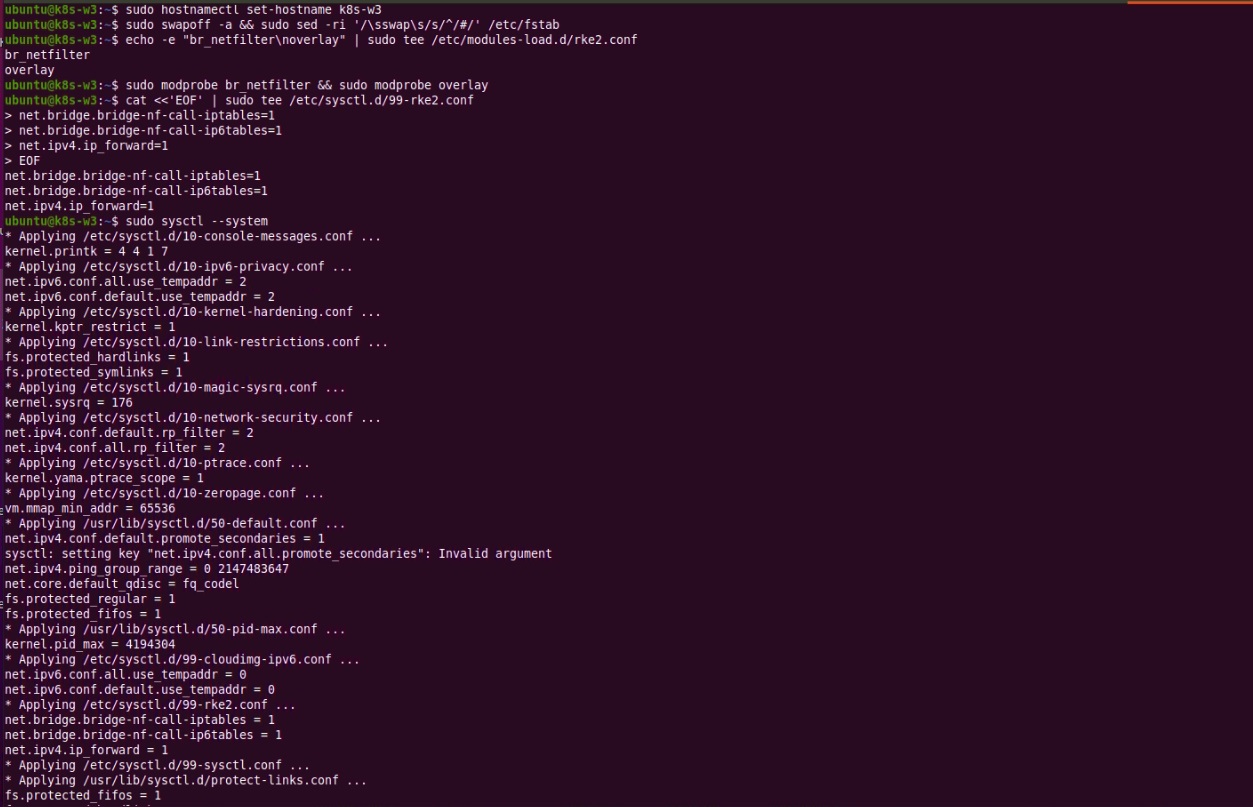 ubuntu@k8s-w3:~$ sudo hostnamectl set-hostname k8s-w3
ubuntu@k8s-w3:~$ sudo swapoff -a && sudo sed -ri '/\sswap\s/s/^/#/' /etc/fstab
ubuntu@k8s-w3:~$ echo -e "br_netfilter\noverlay" | sudo tee /etc/modules-load.d/rke2.conf
br_netfilter
overlay
ubuntu@k8s-w3:~$ sudo modprobe br_netfilter && sudo modprobe overlay
ubuntu@k8s-w3:~$ cat <<'EOF' | sudo tee /etc/sysctl.d/99-rke2.conf
> net.bridge.bridge-nf-call-iptables=1
> net.bridge.bridge-nf-call-ip6tables=1
> net.ipv4.ip_forward=1
> EOF
net.bridge.bridge-nf-call-iptables=1
net.bridge.bridge-nf-call-ip6tables=1
net.ipv4.ip_forward=1
ubuntu@k8s-w3:~$ sudo sysctl --system
* Applying /etc/sysctl.d/10-console-messages.conf ...
kernel.printk = 4 4 1 7
* Applying /etc/sysctl.d/10-ipv6-privacy.conf ...
net.ipv6.conf.all.use_tempaddr = 2
net.ipv6.conf.default.use_tempaddr = 2
* Applying /etc/sysctl.d/10-kernel-hardening.conf ...
kernel.kptr_restrict = 1
* Applying /etc/sysctl.d/10-link-restrictions.conf ...
fs.protected_hardlinks = 1
fs.protected_symlinks = 1
* Applying /etc/sysctl.d/10-magic-sysrq.conf ...
kernel.sysrq = 176
* Applying /etc/sysctl.d/10-network-security.conf ...
net.ipv4.conf.default.rp_filter = 2
net.ipv4.conf.all.rp_filter = 2
* Applying /etc/sysctl.d/10-ptrace.conf ...
kernel.yama.ptrace_scope = 1
* Applying /etc/sysctl.d/10-zeropage.conf ...
vm.mmap_min_addr = 65536
* Applying /usr/lib/sysctl.d/50-default.conf ...
net.ipv4.conf.default.promote_secondaries = 1
sysctl: setting key "net.ipv4.conf.all.promote_secondaries": Invalid argument
net.ipv4.ping_group_range = 0 2147483647
net.core.default_qdisc = fq_codel
fs.protected_regular = 1
fs.protected_fifos = 1
* Applying /usr/lib/sysctl.d/50-pid-max.conf ...
kernel.pid_max = 4194304
* Applying /etc/sysctl.d/99-cloudimg-ipv6.conf ...
net.ipv6.conf.all.use_tempaddr = 0
net.ipv6.conf.default.use_tempaddr = 0
* Applying /etc/sysctl.d/99-rke2.conf ...
net.bridge.bridge-nf-call-iptables = 1
net.bridge.bridge-nf-call-ip6tables = 1
net.ipv4.ip_forward = 1
* Applying /etc/sysctl.d/99-sysctl.conf ...
* Applying /usr/lib/sysctl.d/protect-links.conf ...
fs.protected_fifos = 1